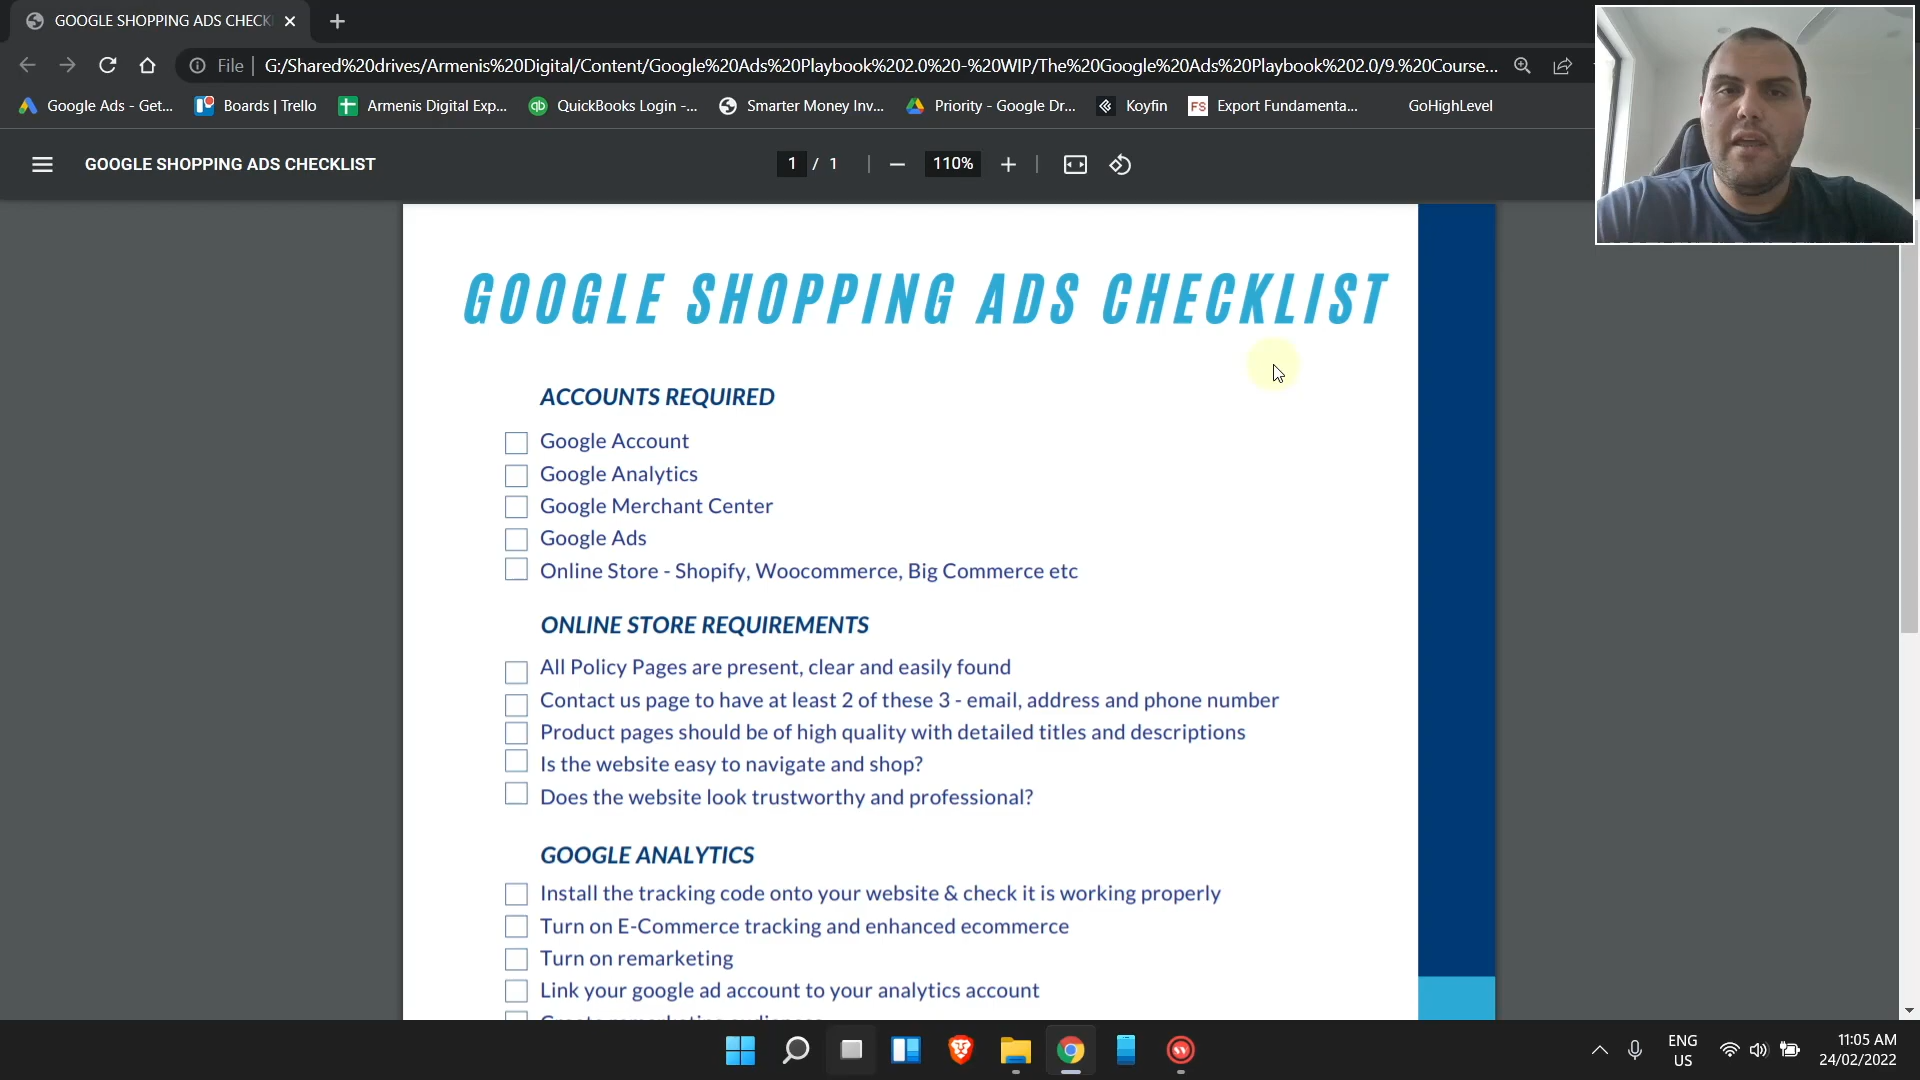 GOOGLE SHOPPING ADS CHECK
File
G:/Shared%20drives/Armenis%20Digital/Content/Google%20Ads%20Playbook%202.0%20-%20WIP/The%20Google%20Ads%20Playbook%202.0/9.%20Course...
Google Ads - Get...
Boards | Trello
Armenis Digital Exp...
QuickBooks Login -...
Smarter Money Inv...
Priority - Google Dr...
Koyfin
FS Export Fundamenta...
GoHighLevel
GOOGLE SHOPPING ADS CHECKLIST
1 / 1
110%
GOOGLE SHOPPING ADS CHECKLIST
ACCOUNTS REQUIRED
Google Account
Google Analytics
Google Merchant Center
Google Ads
Online Store - Shopify, Woocommerce, Big Commerce etc
ONLINE STORE REQUIREMENTS
All Policy Pages are present, clear and easily found
Contact us page to have at least 2 of these 3 - email, address and phone number
Product pages should be of high quality with detailed titles and descriptions
Is the website easy to navigate and shop?
Does the website look trustworthy and professional?
GOOGLE ANALYTICS
Install the tracking code onto your website & check it is working properly
Turn on E-Commerce tracking and enhanced ecommerce
Turn on remarketing
Link your google ad account to your analytics account
ENG
US
11:05 AM
24/02/2022